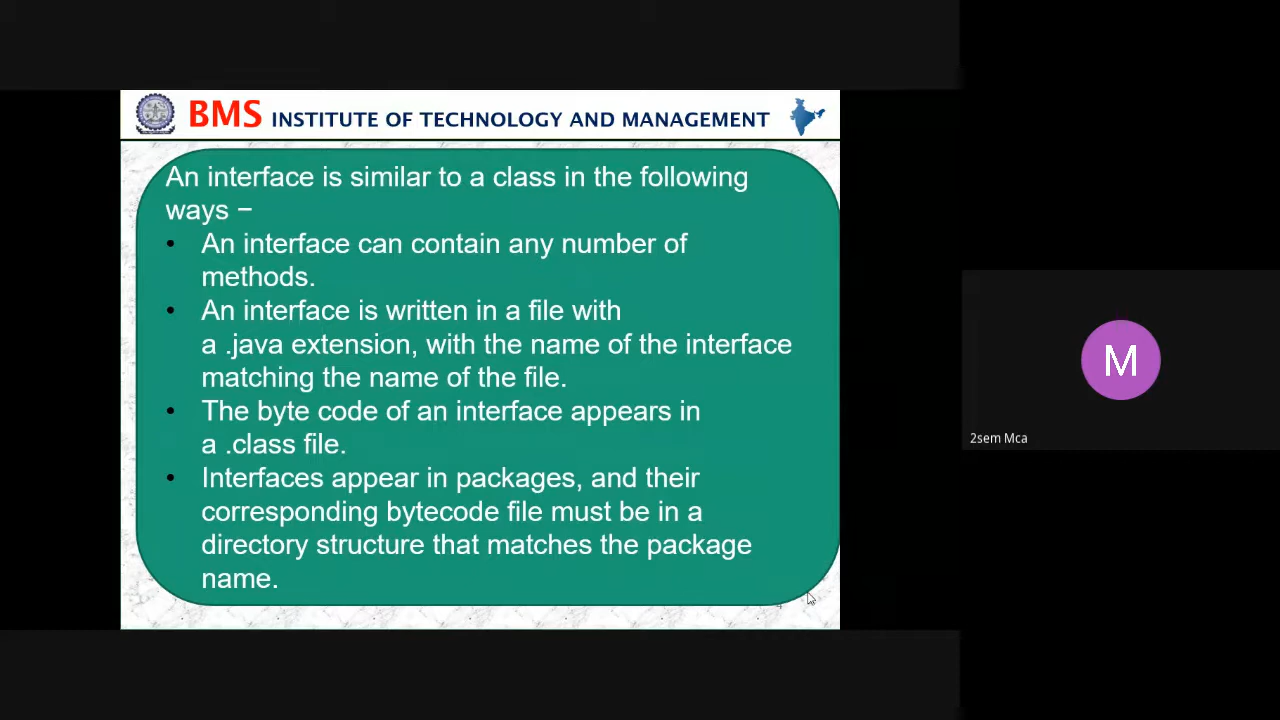 BMS INSTITUTE OF TECHNOLOGY AND MANAGEMENT
An interface is similar to a class in the following
ways −
• An interface can contain any number of
methods.
• An interface is written in a file with
a .java extension, with the name of the interface
matching the name of the file.
• The byte code of an interface appears in
a .class file.
• Interfaces appear in packages, and their
corresponding bytecode file must be in a
directory structure that matches the package
name.
M
2sem Mca